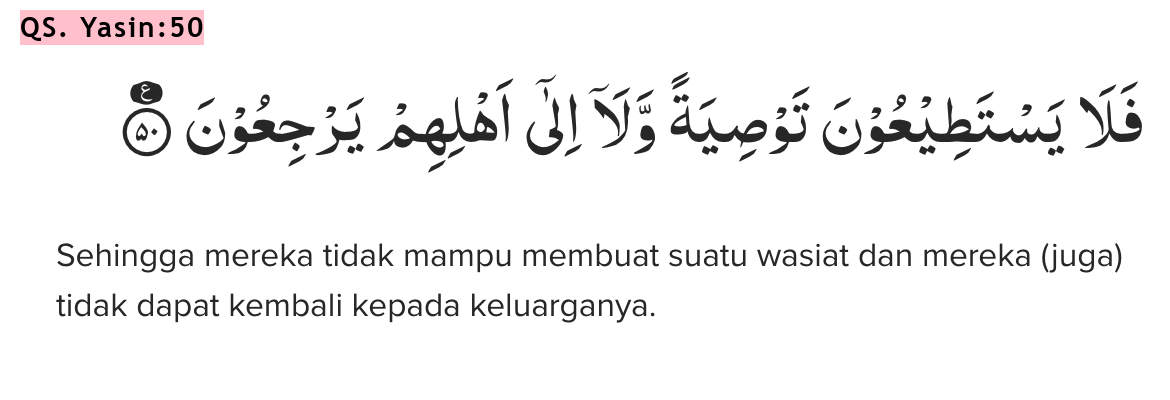 QS. Yasin:50
فَلَا يَسْتَطِيْعُوْنَ تَوْصِيَةً وَّلَآ اِلٰٓى اَهْلِهِمْ يَرْجِعُوْنَ ࣖ ۝٥٠
Sehingga mereka tidak mampu membuat suatu wasiat dan mereka (juga)
tidak dapat kembali kepada keluarganya.